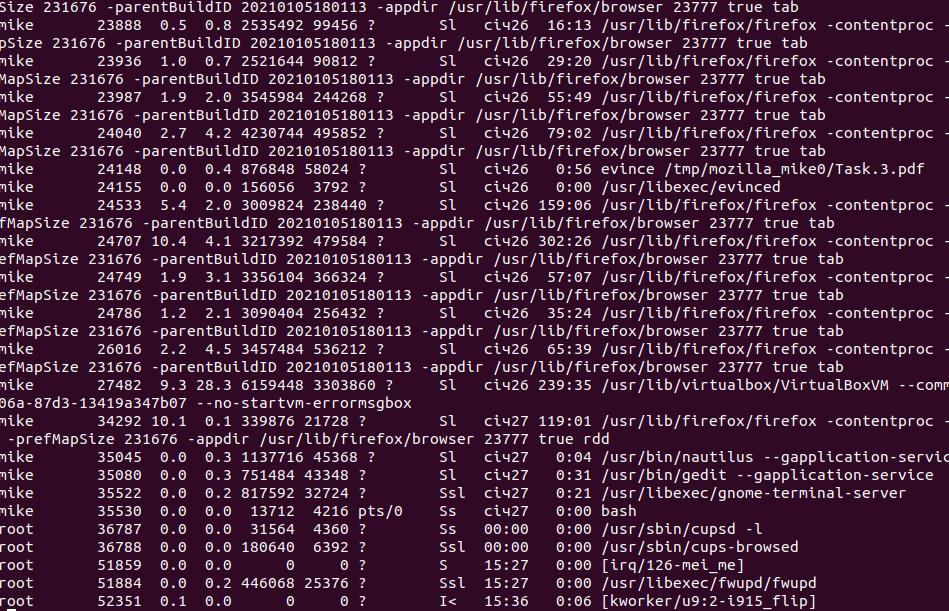 Size 231676 -parentBuildID 20210105180113 -appdir /usr/lib/firefox/browser 23777 true tab
mike       23888  0.5  0.8 2535492 99456 ?       Sl   січ26  16:13 /usr/lib/firefox/firefox -contentproc -
pSize 231676 -parentBuildID 20210105180113 -appdir /usr/lib/firefox/browser 23777 true tab
mike       23936  1.0  0.7 2521644 90812 ?       Sl   січ26  29:20 /usr/lib/firefox/firefox -contentproc -
MapSize 231676 -parentBuildID 20210105180113 -appdir /usr/lib/firefox/browser 23777 true tab
mike       23987  1.9  2.0 3545984 244268 ?      Sl   січ26  55:49 /usr/lib/firefox/firefox -contentproc -
MapSize 231676 -parentBuildID 20210105180113 -appdir /usr/lib/firefox/browser 23777 true tab
mike       24040  2.7  4.2 4230744 495852 ?      Sl   січ26  79:02 /usr/lib/firefox/firefox -contentproc -
MapSize 231676 -parentBuildID 20210105180113 -appdir /usr/lib/firefox/browser 23777 true tab
mike       24148  0.0  0.4 876848 58024 ?        Sl   січ26   0:56 evince /tmp/mozilla_mike0/Task.3.pdf
mike       24155  0.0  0.0 156056  3792 ?        Sl   січ26   0:00 /usr/libexec/evinced
mike       24533  5.4  2.0 3009824 238440 ?      Sl   січ26 159:06 /usr/lib/firefox/firefox -contentproc -
fMapSize 231676 -parentBuildID 20210105180113 -appdir /usr/lib/firefox/browser 23777 true tab
mike       24707 10.4  4.1 3217392 479584 ?      Sl   січ26 302:26 /usr/lib/firefox/firefox -contentproc -
efMapSize 231676 -parentBuildID 20210105180113 -appdir /usr/lib/firefox/browser 23777 true tab
mike       24749  1.9  3.1 3356104 366324 ?      Sl   січ26  57:07 /usr/lib/firefox/firefox -contentproc -
efMapSize 231676 -parentBuildID 20210105180113 -appdir /usr/lib/firefox/browser 23777 true tab
mike       24786  1.2  2.1 3090404 256432 ?      Sl   січ26  35:24 /usr/lib/firefox/firefox -contentproc -
efMapSize 231676 -parentBuildID 20210105180113 -appdir /usr/lib/firefox/browser 23777 true tab
mike       26016  2.2  4.5 3457484 536212 ?      Sl   січ26  65:39 /usr/lib/firefox/firefox -contentproc -
efMapSize 231676 -parentBuildID 20210105180113 -appdir /usr/lib/firefox/browser 23777 true tab
mike       27482  9.3 28.3 6159448 3303860 ?     Sl   січ26 239:35 /usr/lib/virtualbox/VirtualBoxVM --comm
06a-87d3-13419a347b07 --no-startvm-errormsgbox
mike       34292 10.1  0.1 339876 21728 ?        Sl   січ27 119:01 /usr/lib/firefox/firefox -contentproc -
 -prefMapSize 231676 -appdir /usr/lib/firefox/browser 23777 true rdd
mike       35045  0.0  0.3 1137716 45368 ?       Sl   січ27   0:04 /usr/bin/nautilus --gapplication-servic
mike       35080  0.0  0.3 751484 43348 ?        Sl   січ27   0:31 /usr/bin/gedit --gapplication-service
mike       35522  0.0  0.2 817592 32724 ?        Ssl  січ27   0:21 /usr/libexec/gnome-terminal-server
mike       35530  0.0  0.0  13712  4216 pts/0    Ss   січ27   0:00 bash
root       36787  0.0  0.0  31564  4360 ?        Ss   00:00   0:00 /usr/sbin/cupsd -l
root       36788  0.0  0.0 180640  6392 ?        Ssl  00:00   0:00 /usr/sbin/cups-browsed
root       51859  0.0  0.0      0     0 ?        S    15:27   0:00 [irq/126-mei_me]
root       51884  0.0  0.2 446068 25376 ?        Ssl  15:27   0:00 /usr/libexec/fwupd/fwupd
root       52351  0.1  0.0      0     0 ?        I<   15:36   0:06 [kworker/u9:2-i915_flip]